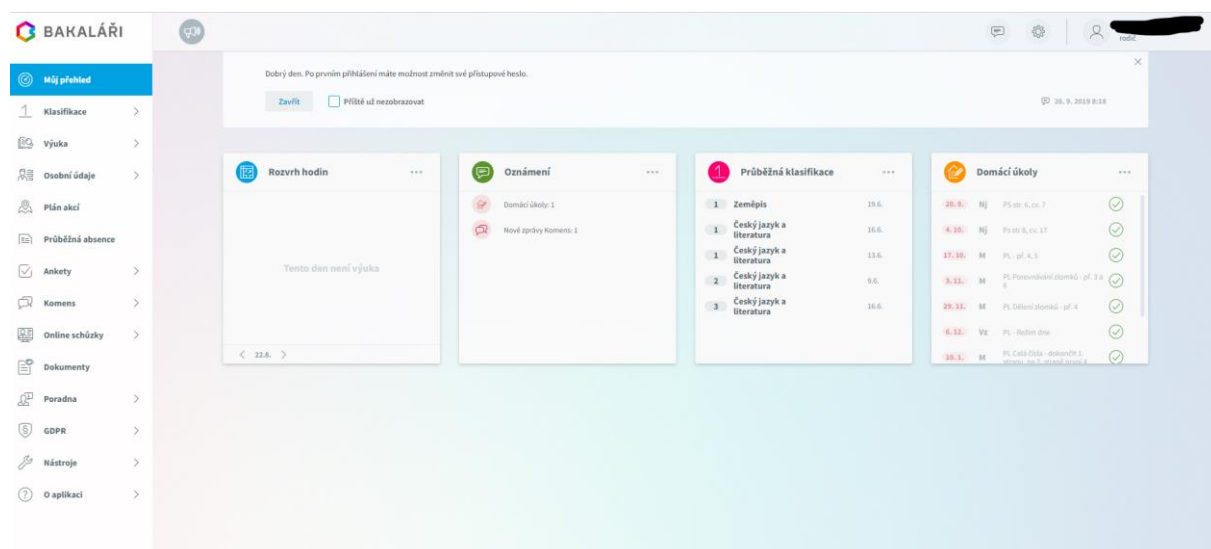 BAKALÁŘI
rodič
Můj přehled
Klasifikace
Výuka
Osobní údaje
Plán akcí
Průběžná absence
Ankety
Komens
Online schůzky
Dokumenty
Poradna
GDPR
Nástroje
O aplikaci
Dobrý den. Po prvním přihlášení máte možnost změnit své přístupové heslo.
Zavřít
Příště už nezobrazovat
20. 9. 2019 8:18
Rozvrh hodin
Tento den není výuka
22.6.
Oznámení
Domácí úkoly: 1
Nové zprávy Komens: 1
Průběžná klasifikace
1 Zeměpis 19.6.
1 Český jazyk a literatura 16.6.
1 Český jazyk a literatura 13.6.
2 Český jazyk a literatura 9.6.
3 Český jazyk a literatura 16.6.
Domácí úkoly
20. 9. Nj PS str. 6, cv. 7
4. 10. Nj Ps str 8, cv. 17
17. 10. M PL - př. 4, 5
3. 11. M PL Porovnávání zlomků - př. 3 a 4
29. 11. M PL Dělení zlomků - př. 4
6. 12. Vz PL - Režim dne
10. 1. M PL Celá čísla - dokončit 1. stranu, na 2. straně první 4